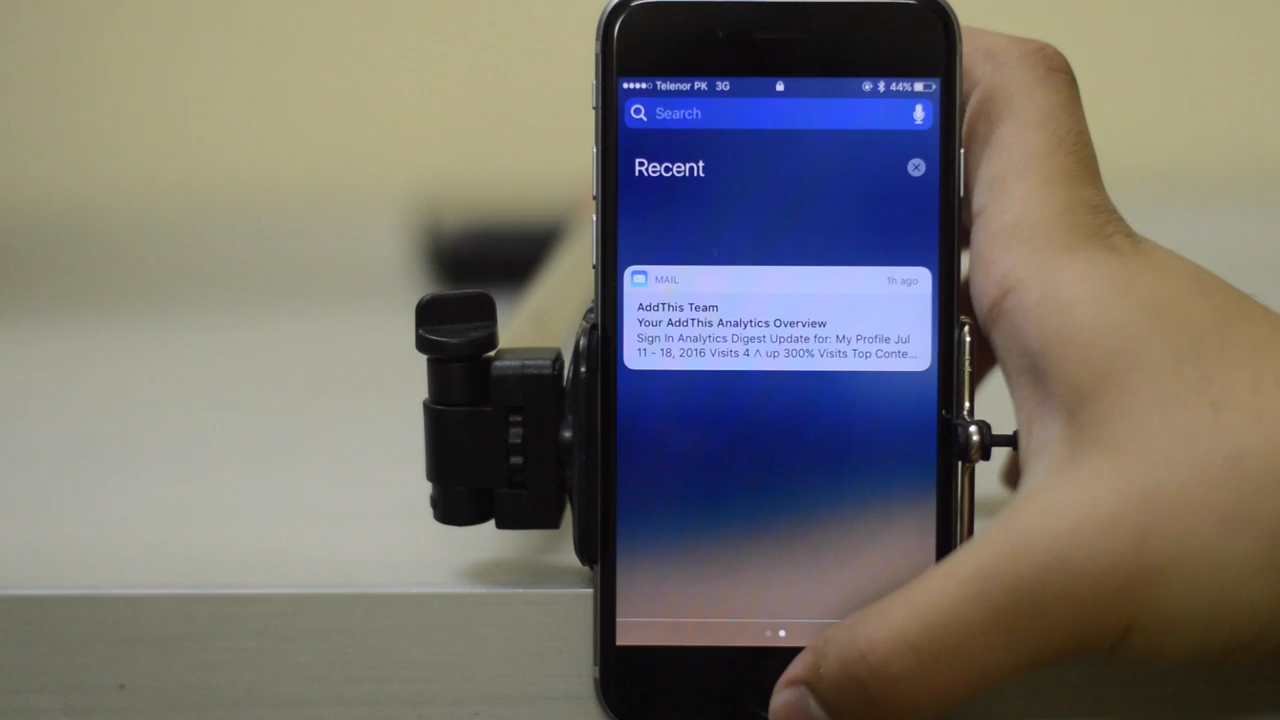 Telenor PK 3G 44%
Search
Recent
MAIL 1h ago
AddThis Team
Your AddThis Analytics Overview
Sign In Analytics Digest Update for: My Profile Jul
11 - 18, 2016 Visits 4 ^ up 300% Visits Top Conte...